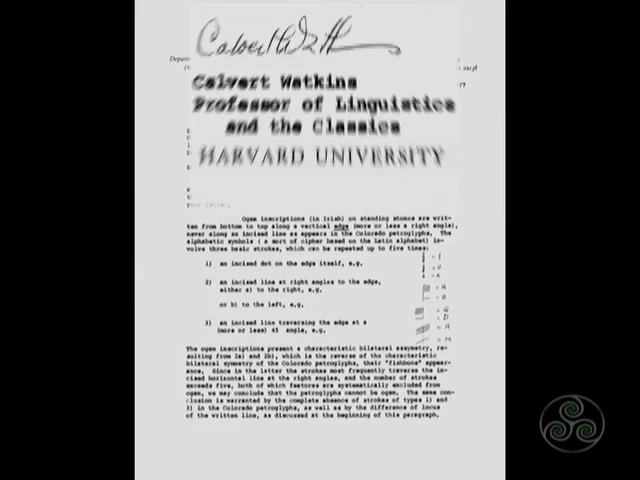 Calvert Watkins
Calvert Watkins
Professor of Linguistics
and the Classics
HARVARD UNIVERSITY
Ogam inscriptions (in Irish) on standing stones are writ-
ten from bottom to top along a vertical edge (more or less a right angle),
never along an incised line as appears in the Colorado petroglyphs. The
alphabetic symbols ( a sort of cipher based on the Latin alphabet) in-
volve three basic strokes, which can be repeated up to five times:
1) an incised dot on the edge itself, e.g,
2) an incised line at right angles to the edge,
either a) to the right, e.g,
or b) to the left, e.g,
3) an incised line traversing the edge at a
(more or less) 45 angle, e.g,
The ogam inscriptions present a characteristic bilateral assymetry, re-
sulting from 2a) and 2b), which is the reverse of the characteristic
bilateral symmetry of the Colorado petroglyphs, their "fishbone" appear-
ance. Since in the latter the strokes most frequently traverse the in-
cised horizontal line at the right angles, and the number of strokes
exceeds five, both of which features are systematically excluded from
ogam, we may conclude that the petroglyphs cannot be ogam. The same con-
clusion is warranted by the complete absence of strokes of types 1) and
3) in the Colorado petroglyphs, as well as by the difference of locus
of the written line, as discussed at the beginning of this paragraph,